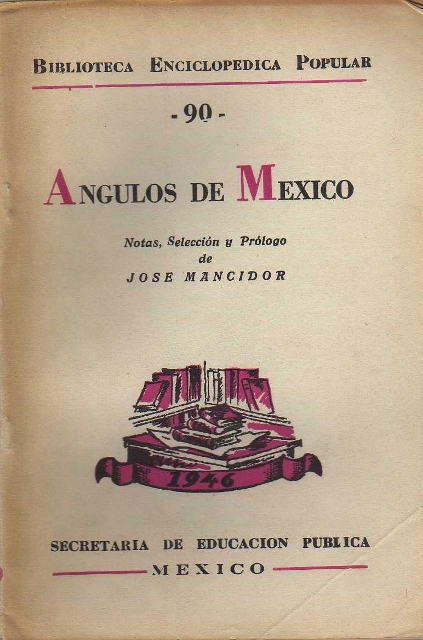 BIBLIOTECA ENCICLOPEDICA POPULAR
-90-
ANGULOS DE MEXICO
Notas, Selección y Prólogo
de
JOSE MANCIDOR
1946
SECRETARIA DE EDUCACION PUBLICA
MEXICO